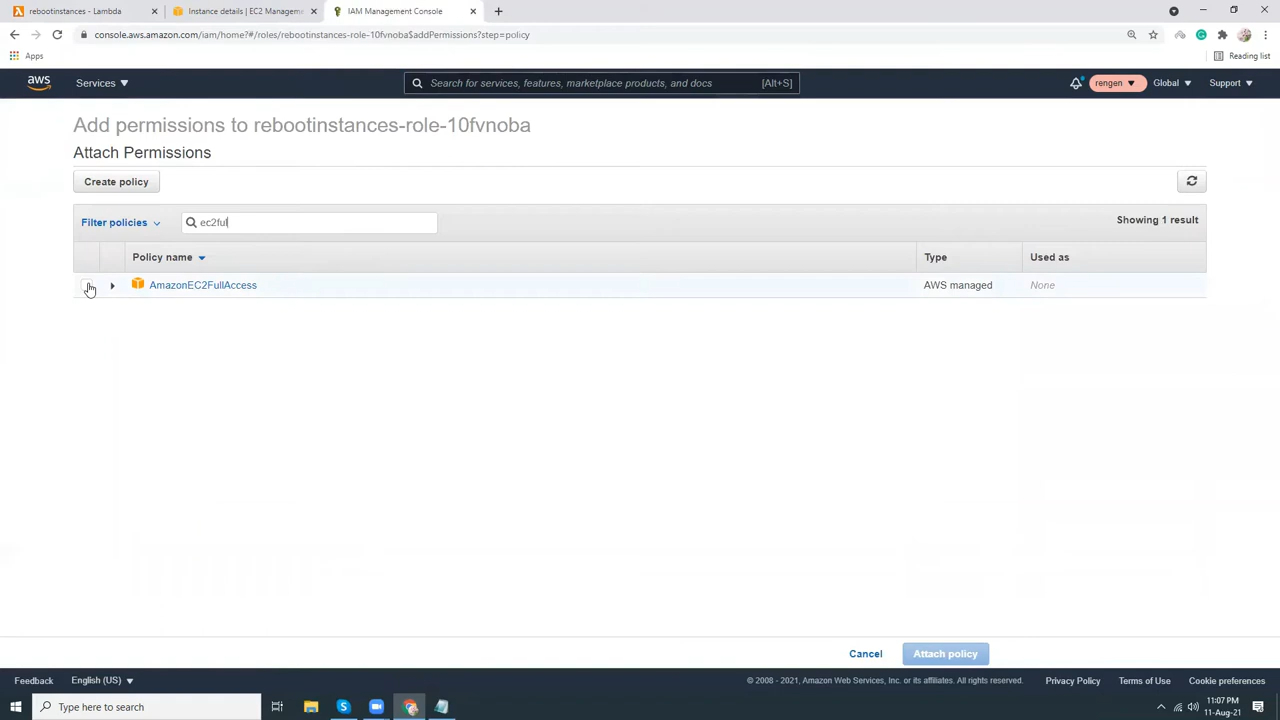 rebootinstances - Lambda
Instance details | EC2 Manageme
IAM Management Console
console.aws.amazon.com/iam/home?#/roles/rebootinstances-role-10fvnoba$addPermissions?step=policy
Apps
Reading list
aws
Services
Search for services, features, marketplace products, and docs
[Alt+S]
rengen
Global
Support
Add permissions to rebootinstances-role-10fvnoba
Attach Permissions
Create policy
Filter policies
ec2ful
Showing 1 result
Policy name
Type
Used as
AmazonEC2FullAccess
AWS managed
None
Cancel
Attach policy
Feedback
English (US)
© 2008 - 2021, Amazon Web Services, Inc. or its affiliates. All rights reserved.
Privacy Policy
Terms of Use
Cookie preferences
Type here to search
11:07 PM
11-Aug-21